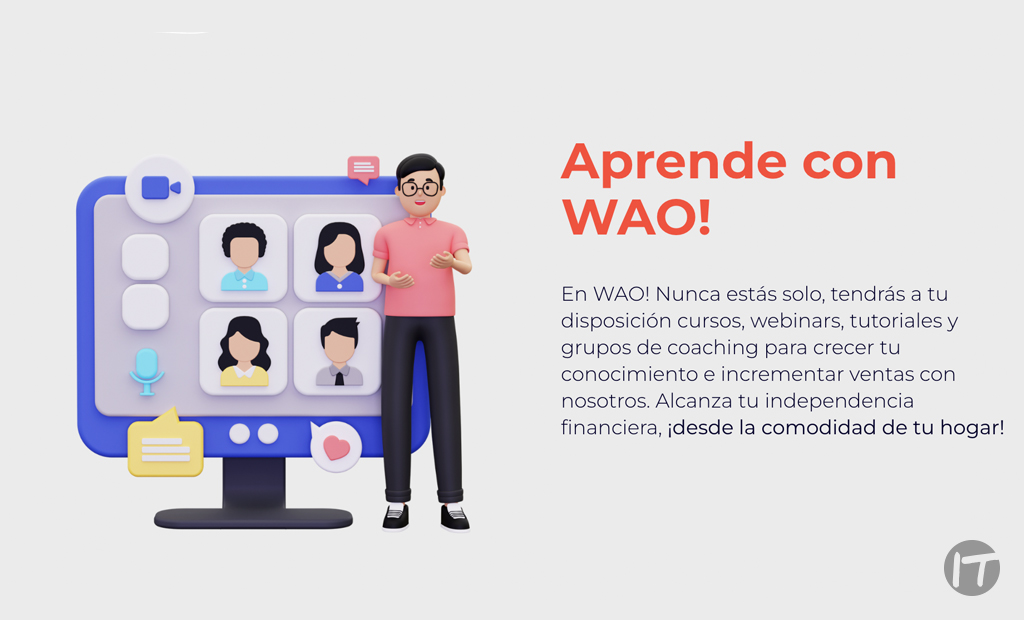 Aprende con
WAO!
En WAO! Nunca estás solo, tendrás a tu
disposición cursos, webinars, tutoriales y
grupos de coaching para crecer tu
conocimiento e incrementar ventas con
nosotros. Alcanza tu independencia
financiera, ¡desde la comodidad de tu hogar!
IT